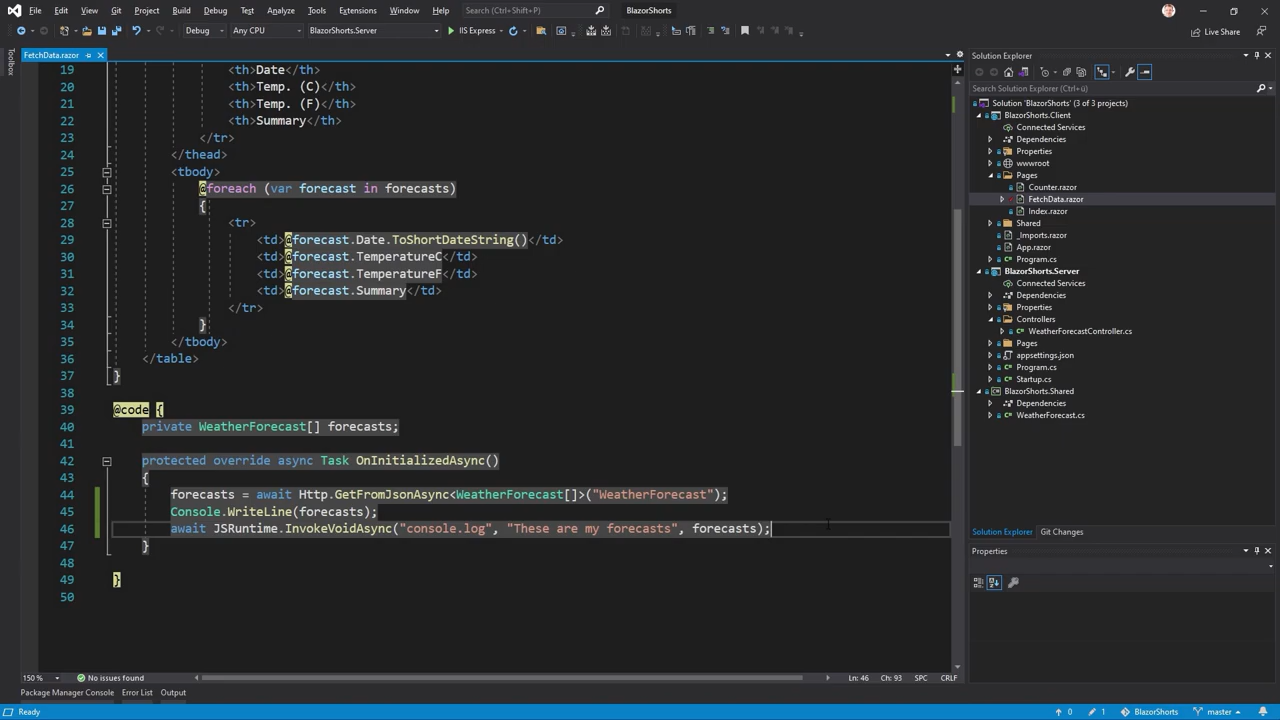 File Edit View Git Project Build Debug Test Analyze Tools Extensions Window Help Search (Ctrl+Shift+P) BlazorShorts
Debug Any CPU BlazorShorts.Server IIS Express Live Share
Toolbox
FetchData.razor
19 <th>Date</th>
20 <th>Temp. (C)</th>
21 <th>Temp. (F)</th>
22 <th>Summary</th>
23 </tr>
24 </thead>
25 <tbody>
26 @foreach (var forecast in forecasts)
27 {
28 <tr>
29 <td>@forecast.Date.ToShortDateString()</td>
30 <td>@forecast.TemperatureC</td>
31 <td>@forecast.TemperatureF</td>
32 <td>@forecast.Summary</td>
33 </tr>
34 }
35 </tbody>
36 </table>
37 }
38
39 @code {
40 private WeatherForecast[] forecasts;
41
42 protected override async Task OnInitializedAsync()
43 {
44 forecasts = await Http.GetFromJsonAsync<WeatherForecast[]>("WeatherForecast");
45 Console.WriteLine(forecasts);
46 await JSRuntime.InvokeVoidAsync("console.log", "These are my forecasts", forecasts);
47 }
48
49 }
50
150 % No issues found Ln: 46 Ch: 93 SPC CRLF
Package Manager Console Error List Output
Solution Explorer
Search Solution Explorer (Ctrl+ü)
Solution 'BlazorShorts' (3 of 3 projects)
BlazorShorts.Client
Connected Services
Dependencies
Properties
wwwroot
Pages
Counter.razor
FetchData.razor
Index.razor
Shared
_Imports.razor
App.razor
Program.cs
BlazorShorts.Server
Connected Services
Dependencies
Properties
Controllers
WeatherForecastController.cs
Pages
appsettings.json
Program.cs
Startup.cs
BlazorShorts.Shared
Dependencies
WeatherForecast.cs
Solution Explorer Git Changes
Properties
Ready 0 1 BlazorShorts master